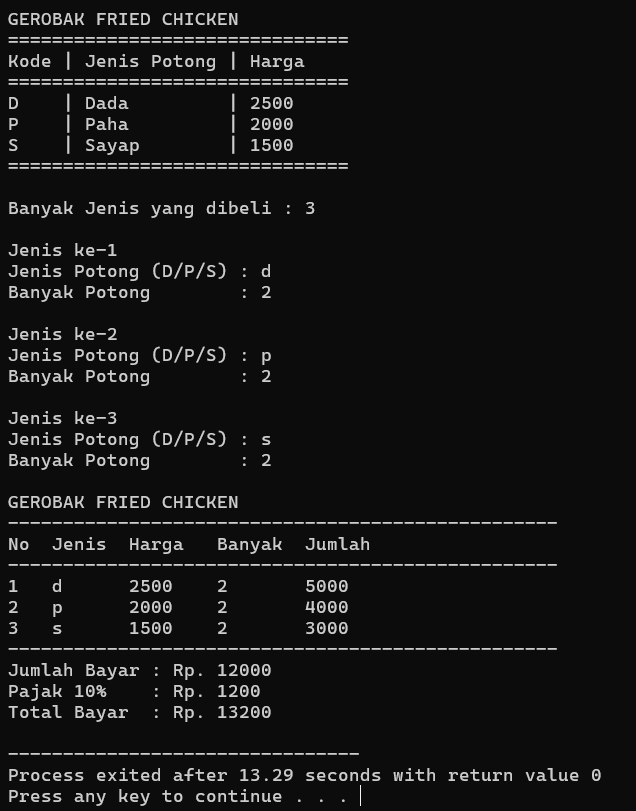 GEROBAK FRIED CHICKEN
===============================
Kode | Jenis Potong | Harga
===============================
D    | Dada         | 2500
P    | Paha         | 2000
S    | Sayap        | 1500
===============================
Banyak Jenis yang dibeli : 3
Jenis ke-1
Jenis Potong (D/P/S) : d
Banyak Potong        : 2
Jenis ke-2
Jenis Potong (D/P/S) : p
Banyak Potong        : 2
Jenis ke-3
Jenis Potong (D/P/S) : s
Banyak Potong        : 2
GEROBAK FRIED CHICKEN
--------------------------------------------------
No  Jenis  Harga   Banyak  Jumlah
--------------------------------------------------
1   d      2500    2       5000
2   p      2000    2       4000
3   s      1500    2       3000
--------------------------------------------------
Jumlah Bayar : Rp. 12000
Pajak 10%    : Rp. 1200
Total Bayar  : Rp. 13200
--------------------------------
Process exited after 13.29 seconds with return value 0
Press any key to continue . . .